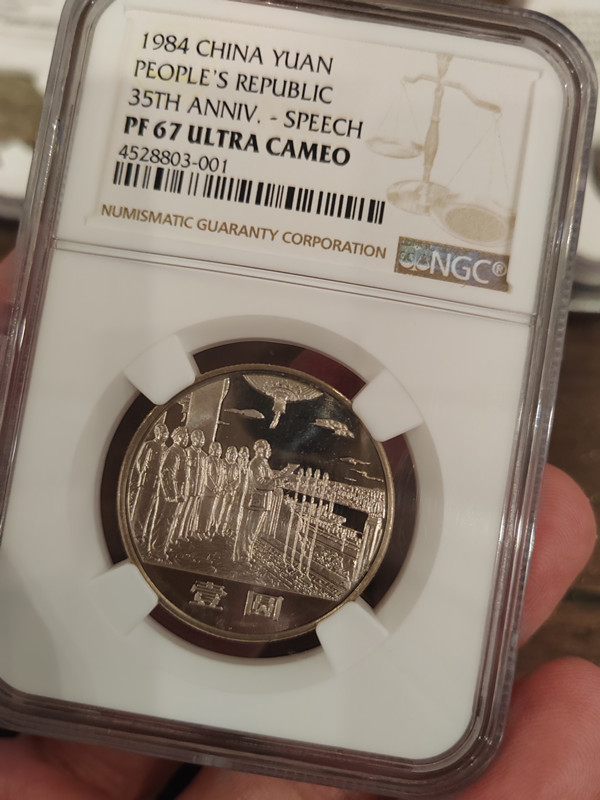 1984 CHINA YUAN
PEOPLE'S REPUBLIC
35TH ANNIV. - SPEECH
PF 67 ULTRA CAMEO
4528803-001
NUMISMATIC GUARANTY CORPORATION
NGC®
壹圆